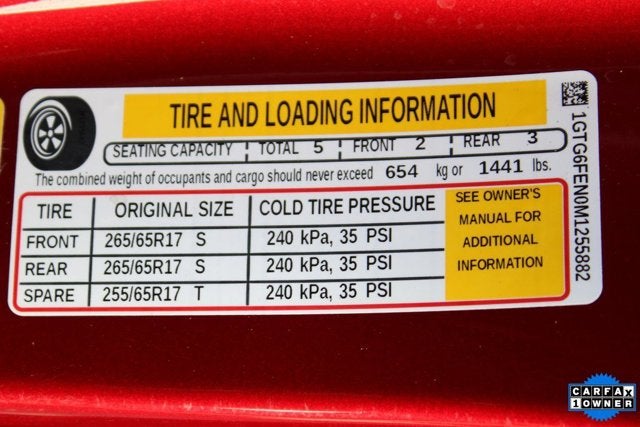 TIRE AND LOADING INFORMATION
SEATING CAPACITY TOTAL 5 FRONT 2 REAR 3
The combined weight of occupants and cargo should never exceed 654 kg or 1441 lbs.
TIRE ORIGINAL SIZE COLD TIRE PRESSURE
FRONT 265/65R17 S 240 kPa, 35 PSI
REAR 265/65R17 S 240 kPa, 35 PSI
SPARE 255/65R17 T 240 kPa, 35 PSI
SEE OWNER'S
MANUAL FOR
ADDITIONAL
INFORMATION
1GTG6FEN0M1255882
CARFAX
1 OWNER